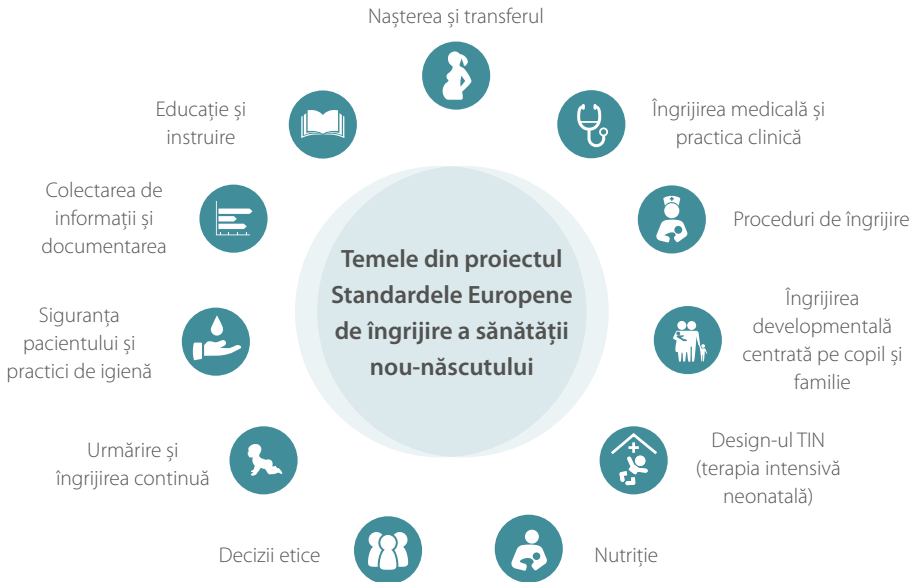 Nașterea și transferul
Educație și
instruire
Îngrijirea medicală și
practica clinică
Colectarea de
informații și
documentarea
Proceduri de îngrijire
Temele din proiectul
Standardele Europene
de îngrijire a sănătății
nou-născutului
Siguranța
pacientului și
practici de igienă
Îngrijirea
developmentală
centrată pe copil și
familie
Urmărire și
îngrijirea continuă
Design-ul TIN
(terapia intensivă
neonatală)
Decizii etice
Nutriție